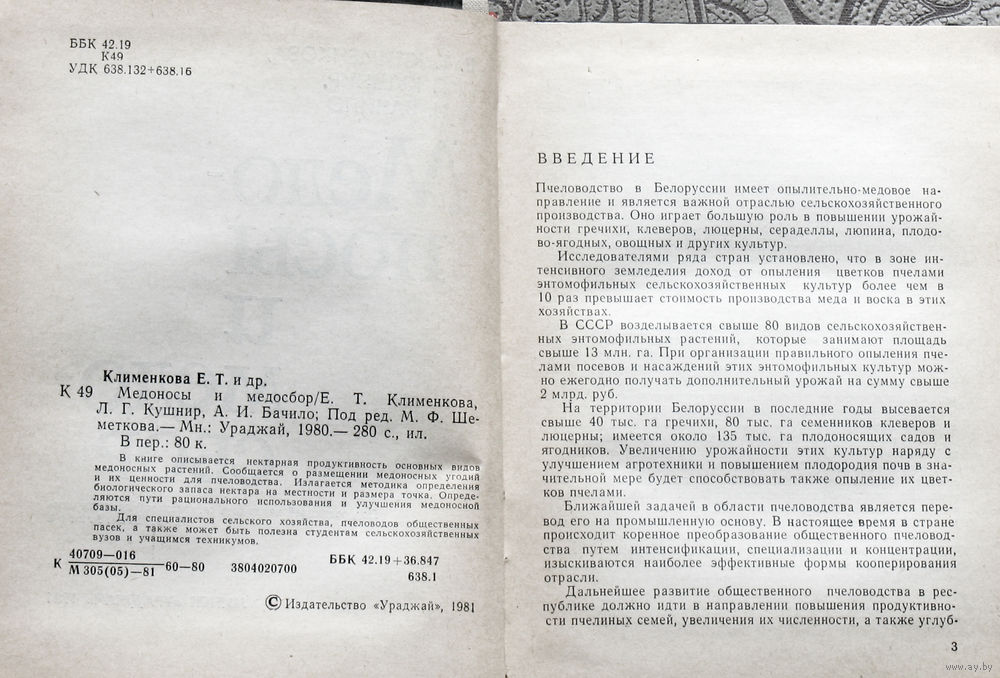 ББК 42.19
К49
УДК 638.132+638.16
Клименкова Е. Т. и др.
К 49 Медоносы и медосбор/Е. Т. Клименкова,
Л. Г. Кушнир, А. И. Бачило; Под ред. М. Ф. Ше-
меткова.— Мн.: Ураджай, 1980.— 280 с., ил.
В пер.: 80 к.
В книге описывается нектарная продуктивность основных видов
медоносных растений. Сообщается о размещении медоносных угодий
и их ценности для пчеловодства. Излагается методика определения
биологического запаса нектара на местности и размера точка. Опреде-
ляются пути рационального использования и улучшения медоносной
базы.
Для специалистов сельского хозяйства, пчеловодов общественных
пасек, а также может быть полезна студентам сельскохозяйственных
вузов и учащимся техникумов.
40709—016
К 60—80 3804020700
М 305(05)—81
ББК 42.19+36.847
638.1
© Издательство «Ураджай», 1981
ВВЕДЕНИЕ
Пчеловодство в Белоруссии имеет опылительно-медовое на-
правление и является важной отраслью сельскохозяйственного
производства. Оно играет большую роль в повышении урожай-
ности гречихи, клеверов, люцерны, сераделлы, люпина, плодо-
во-ягодных, овощных и других культур.
Исследователями ряда стран установлено, что в зоне ин-
тенсивного земледелия доход от опыления цветков пчелами
энтомофильных сельскохозяйственных культур более чем в
10 раз превышает стоимость производства меда и воска в этих
хозяйствах.
В СССР возделывается свыше 80 видов сельскохозяйствен-
ных энтомофильных растений, которые занимают площадь
свыше 13 млн. га. При организации правильного опыления пче-
лами посевов и насаждений этих энтомофильных культур мож-
но ежегодно получать дополнительный урожай на сумму свыше
2 млрд. руб.
На территории Белоруссии в последние годы высевается
свыше 40 тыс. га гречихи, 80 тыс. га семенников клеверов и
люцерны; имеется около 135 тыс. га плодоносящих садов и
ягодников. Увеличению урожайности этих культур наряду с
улучшением агротехники и повышением плодородия почв в зна-
чительной мере будет способствовать также опыление их цвет-
ков пчелами.
Ближайшей задачей в области пчеловодства является пере-
вод его на промышленную основу. В настоящее время в стране
происходит коренное преобразование общественного пчеловод-
ства путем интенсификации, специализации и концентрации,
изыскиваются наиболее эффективные формы кооперирования
отрасли.
Дальнейшее развитие общественного пчеловодства в рес-
публике должно идти в направлении повышения продуктивно-
сти пчелиных семей, увеличения их численности, а также углуб-
3
www.ay.by